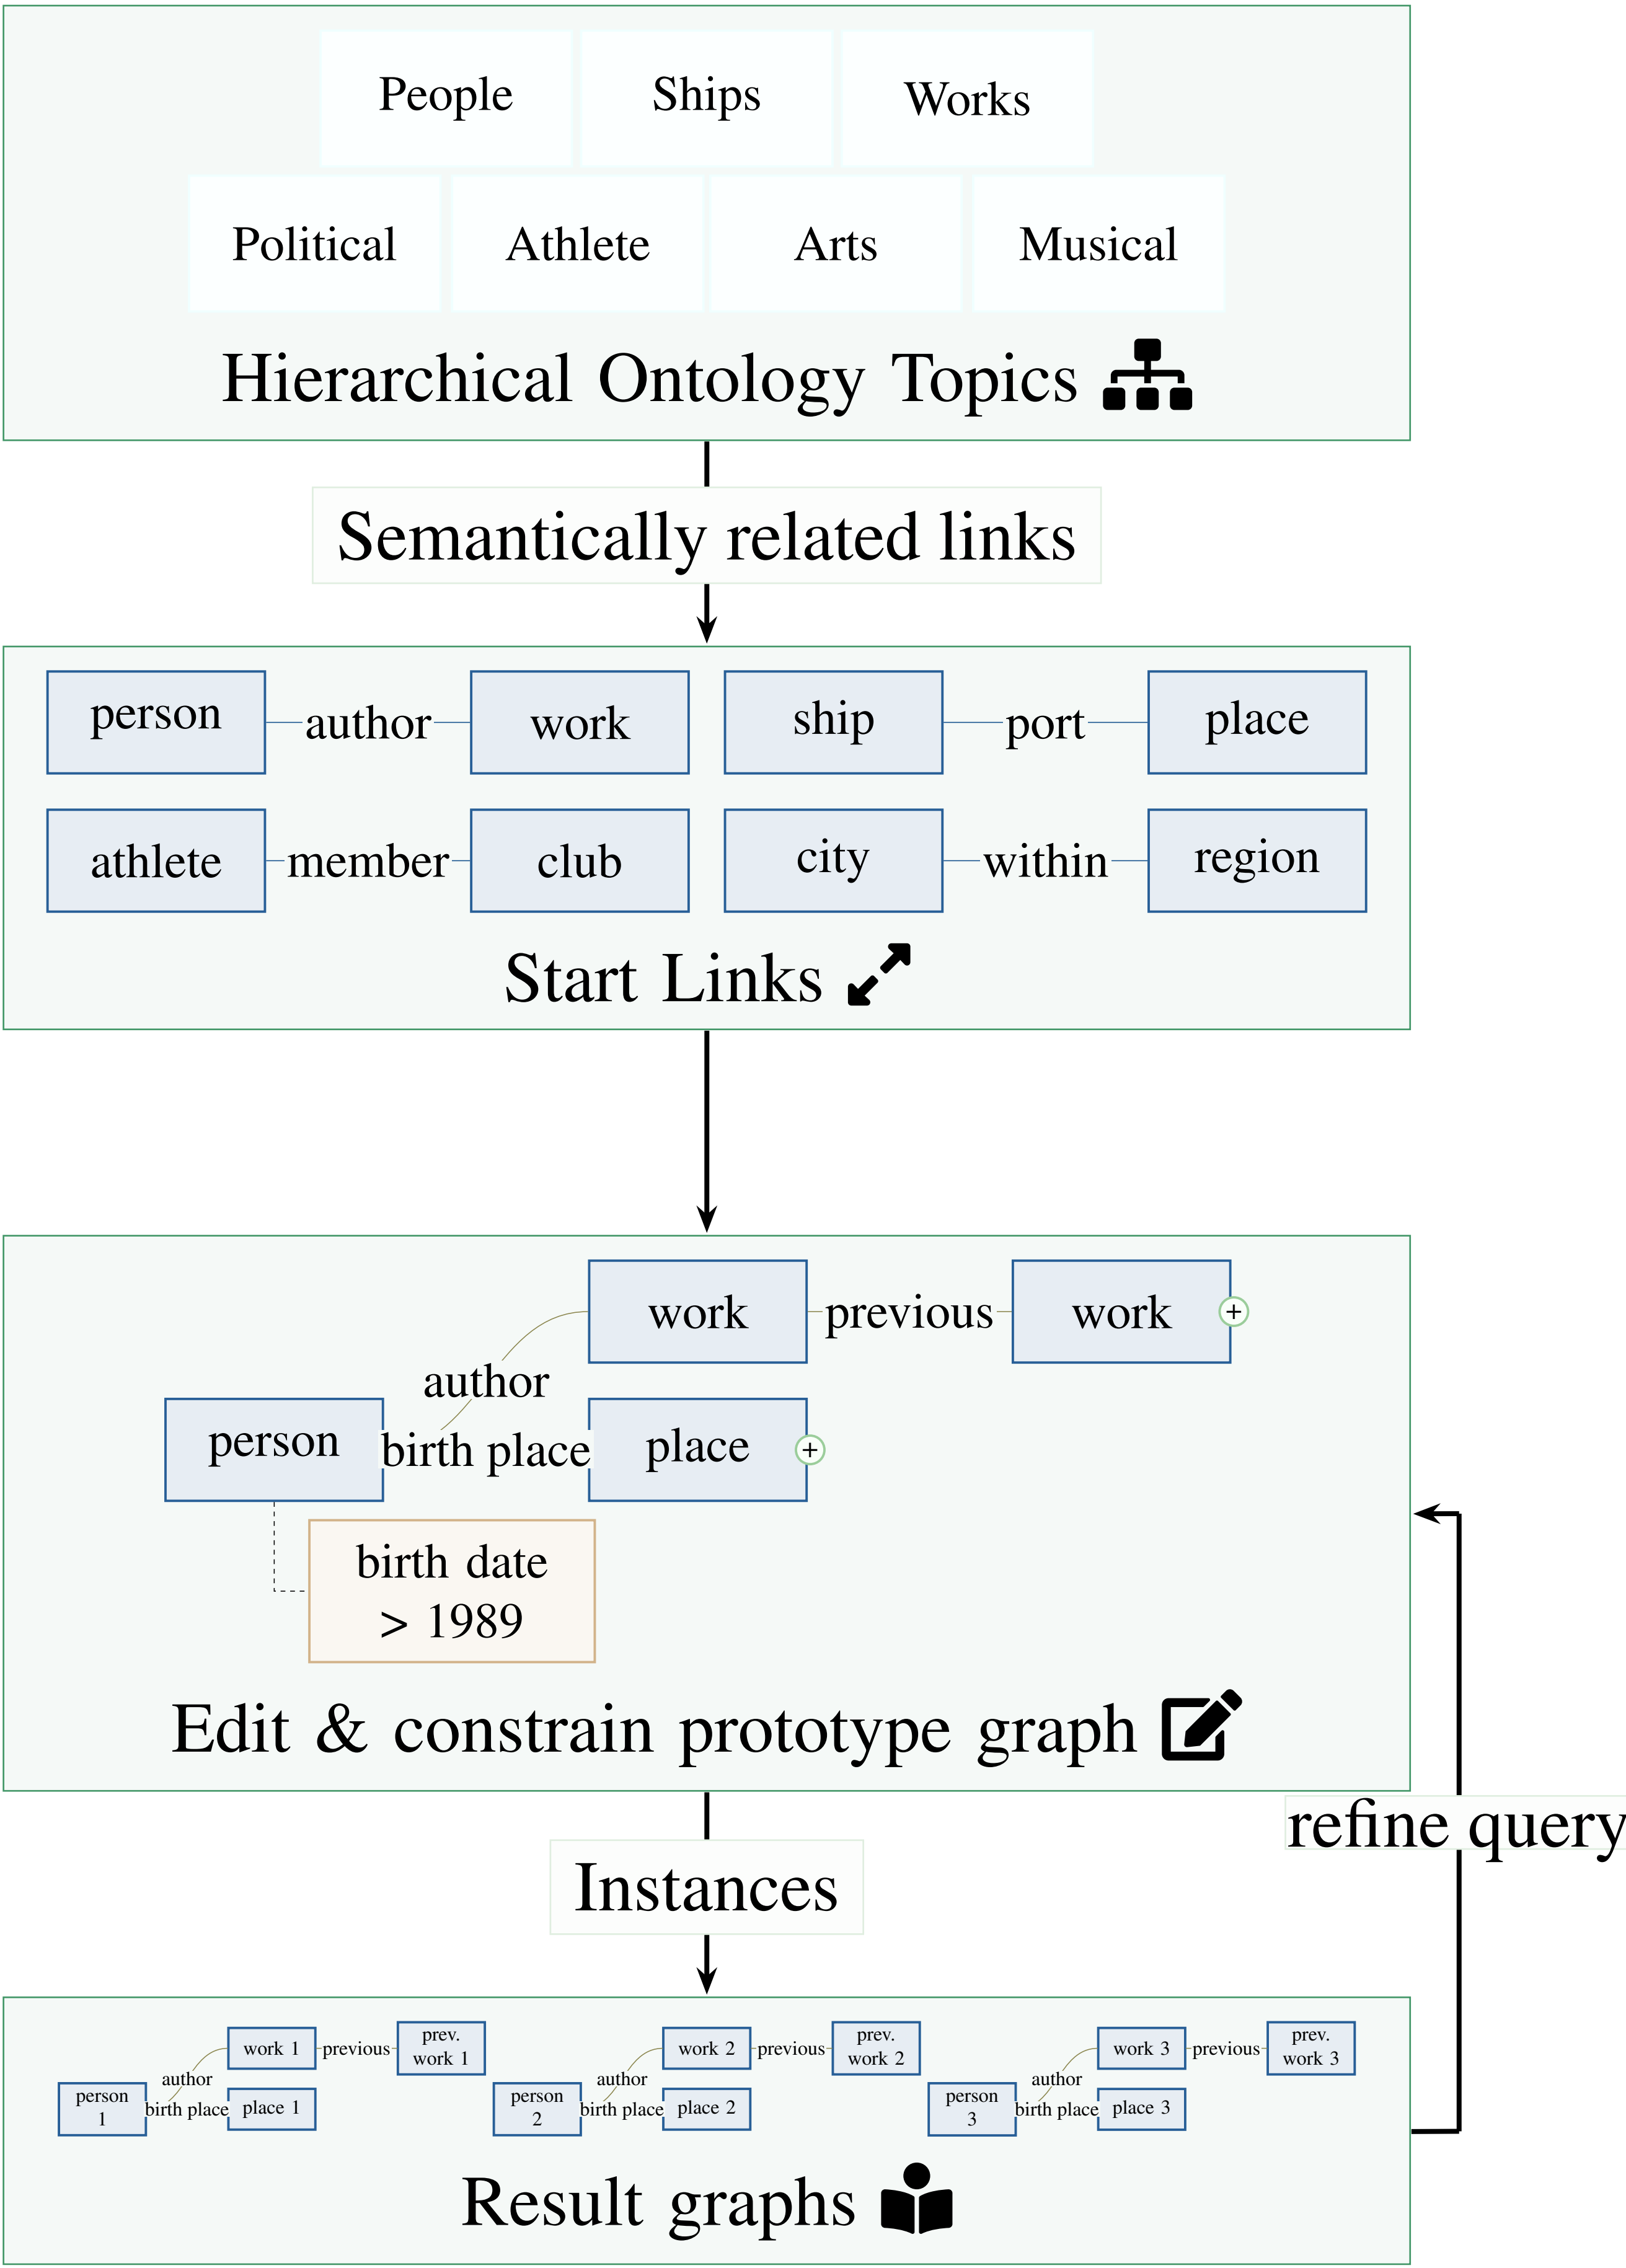 People Ships Works
Political Athlete Arts Musical
Hierarchical Ontology Topics
Semantically related links
person author work ship port place
athlete member club city within region
Start Links
work previous work +
author
person birth place place +
birth date
> 1989
Edit & constrain prototype graph
refine query
Instances
work 1 previous prev.
work 1
author
person
1
birth place place 1
work 2 previous prev.
work 2
author
person
2
birth place place 2
work 3 previous prev.
work 3
author
person
3
birth place place 3
Result graphs